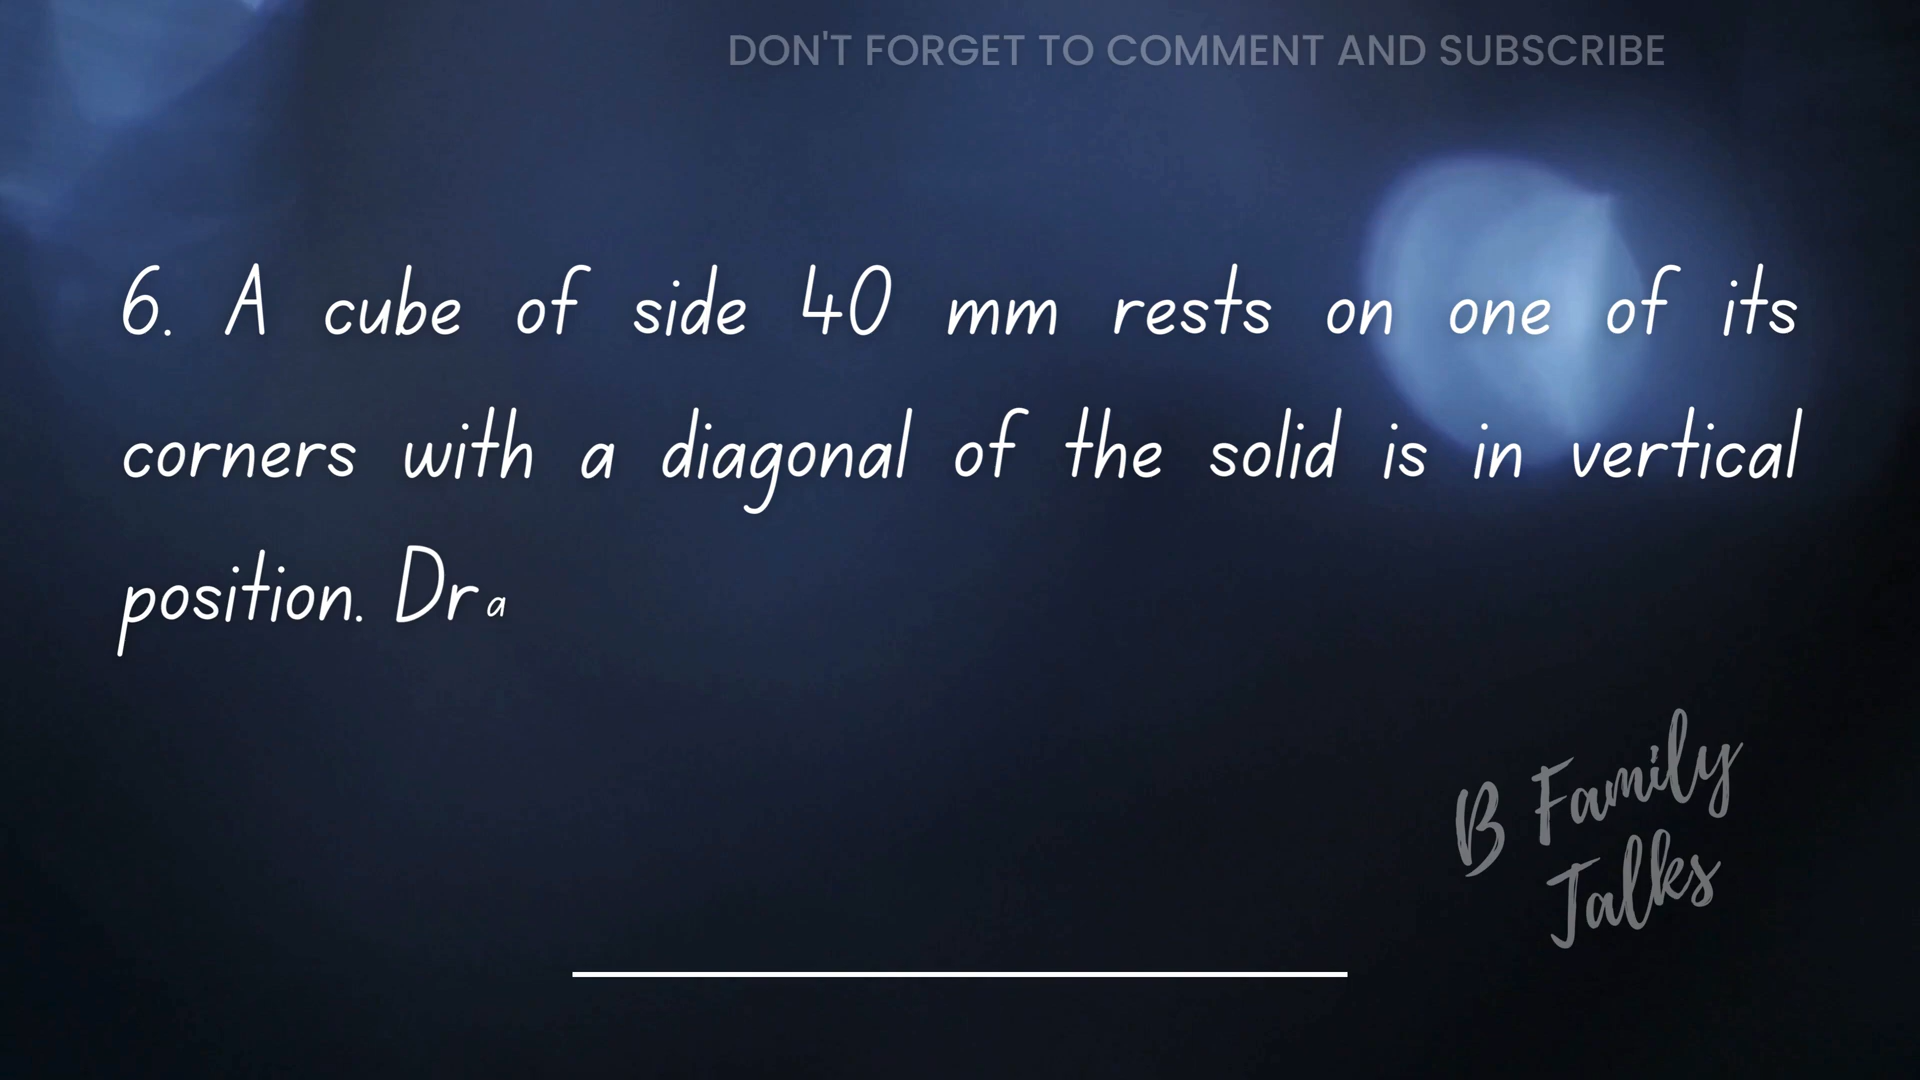 DON'T FORGET TO COMMENT AND SUBSCRIBE
6. A cube of side 40 mm rests on one of its
corners with a diagonal of the solid is in vertical
position. Dra
B Family
Talks